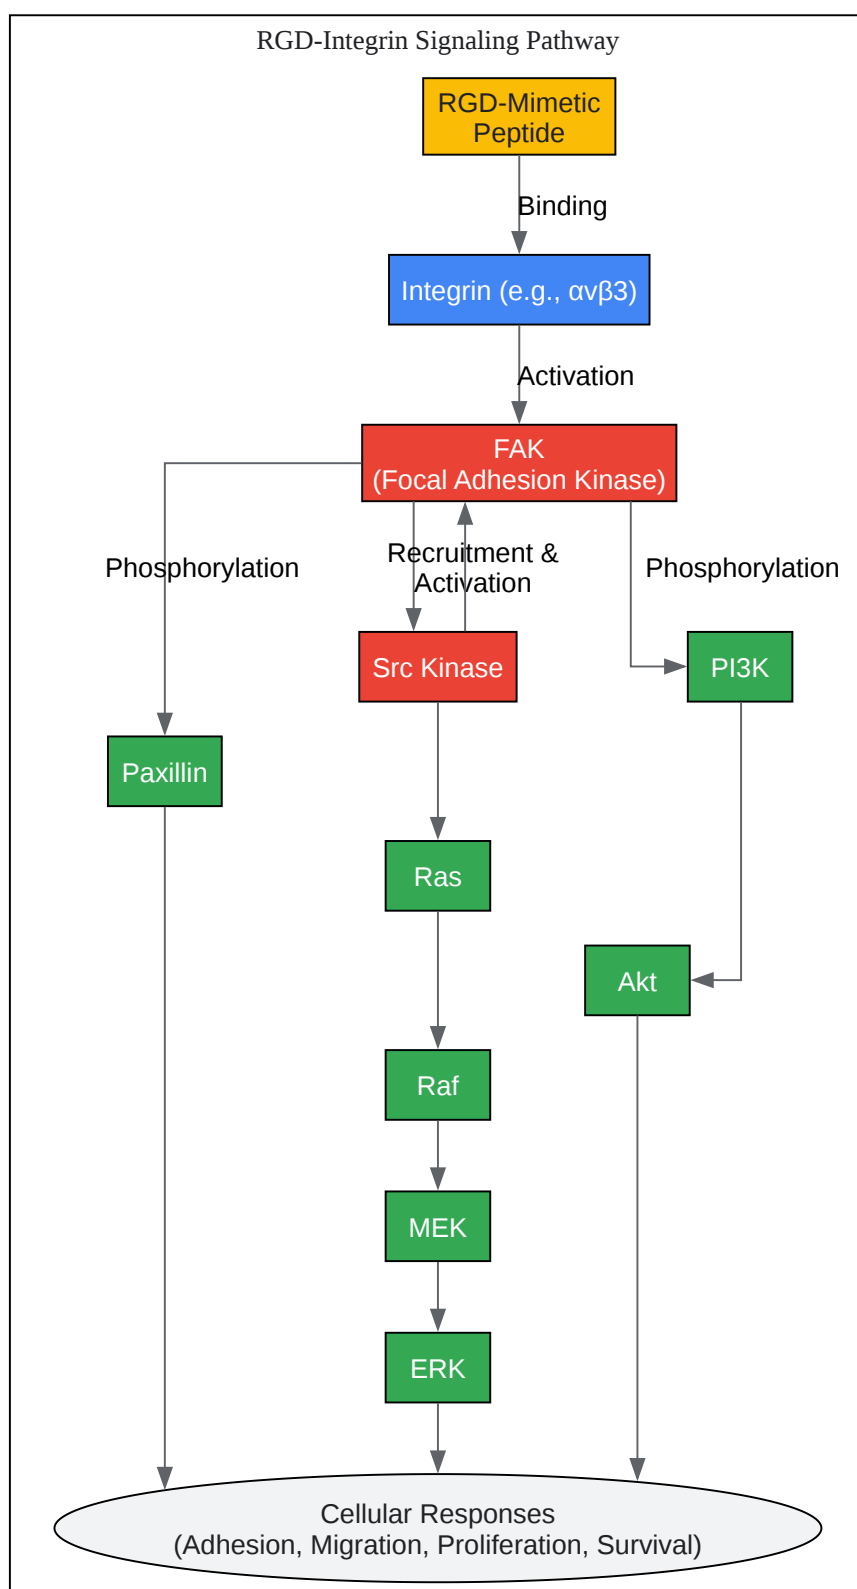 RGD-Integrin Signaling Pathway
RGD-Mimetic
Peptide
Binding
Integrin (e.g., αvβ3)
Activation
FAK
(Focal Adhesion Kinase)
Phosphorylation
Recruitment &
Activation
Phosphorylation
Src Kinase
PI3K
Paxillin
Ras
Akt
Raf
MEK
ERK
Cellular Responses
(Adhesion, Migration, Proliferation, Survival)